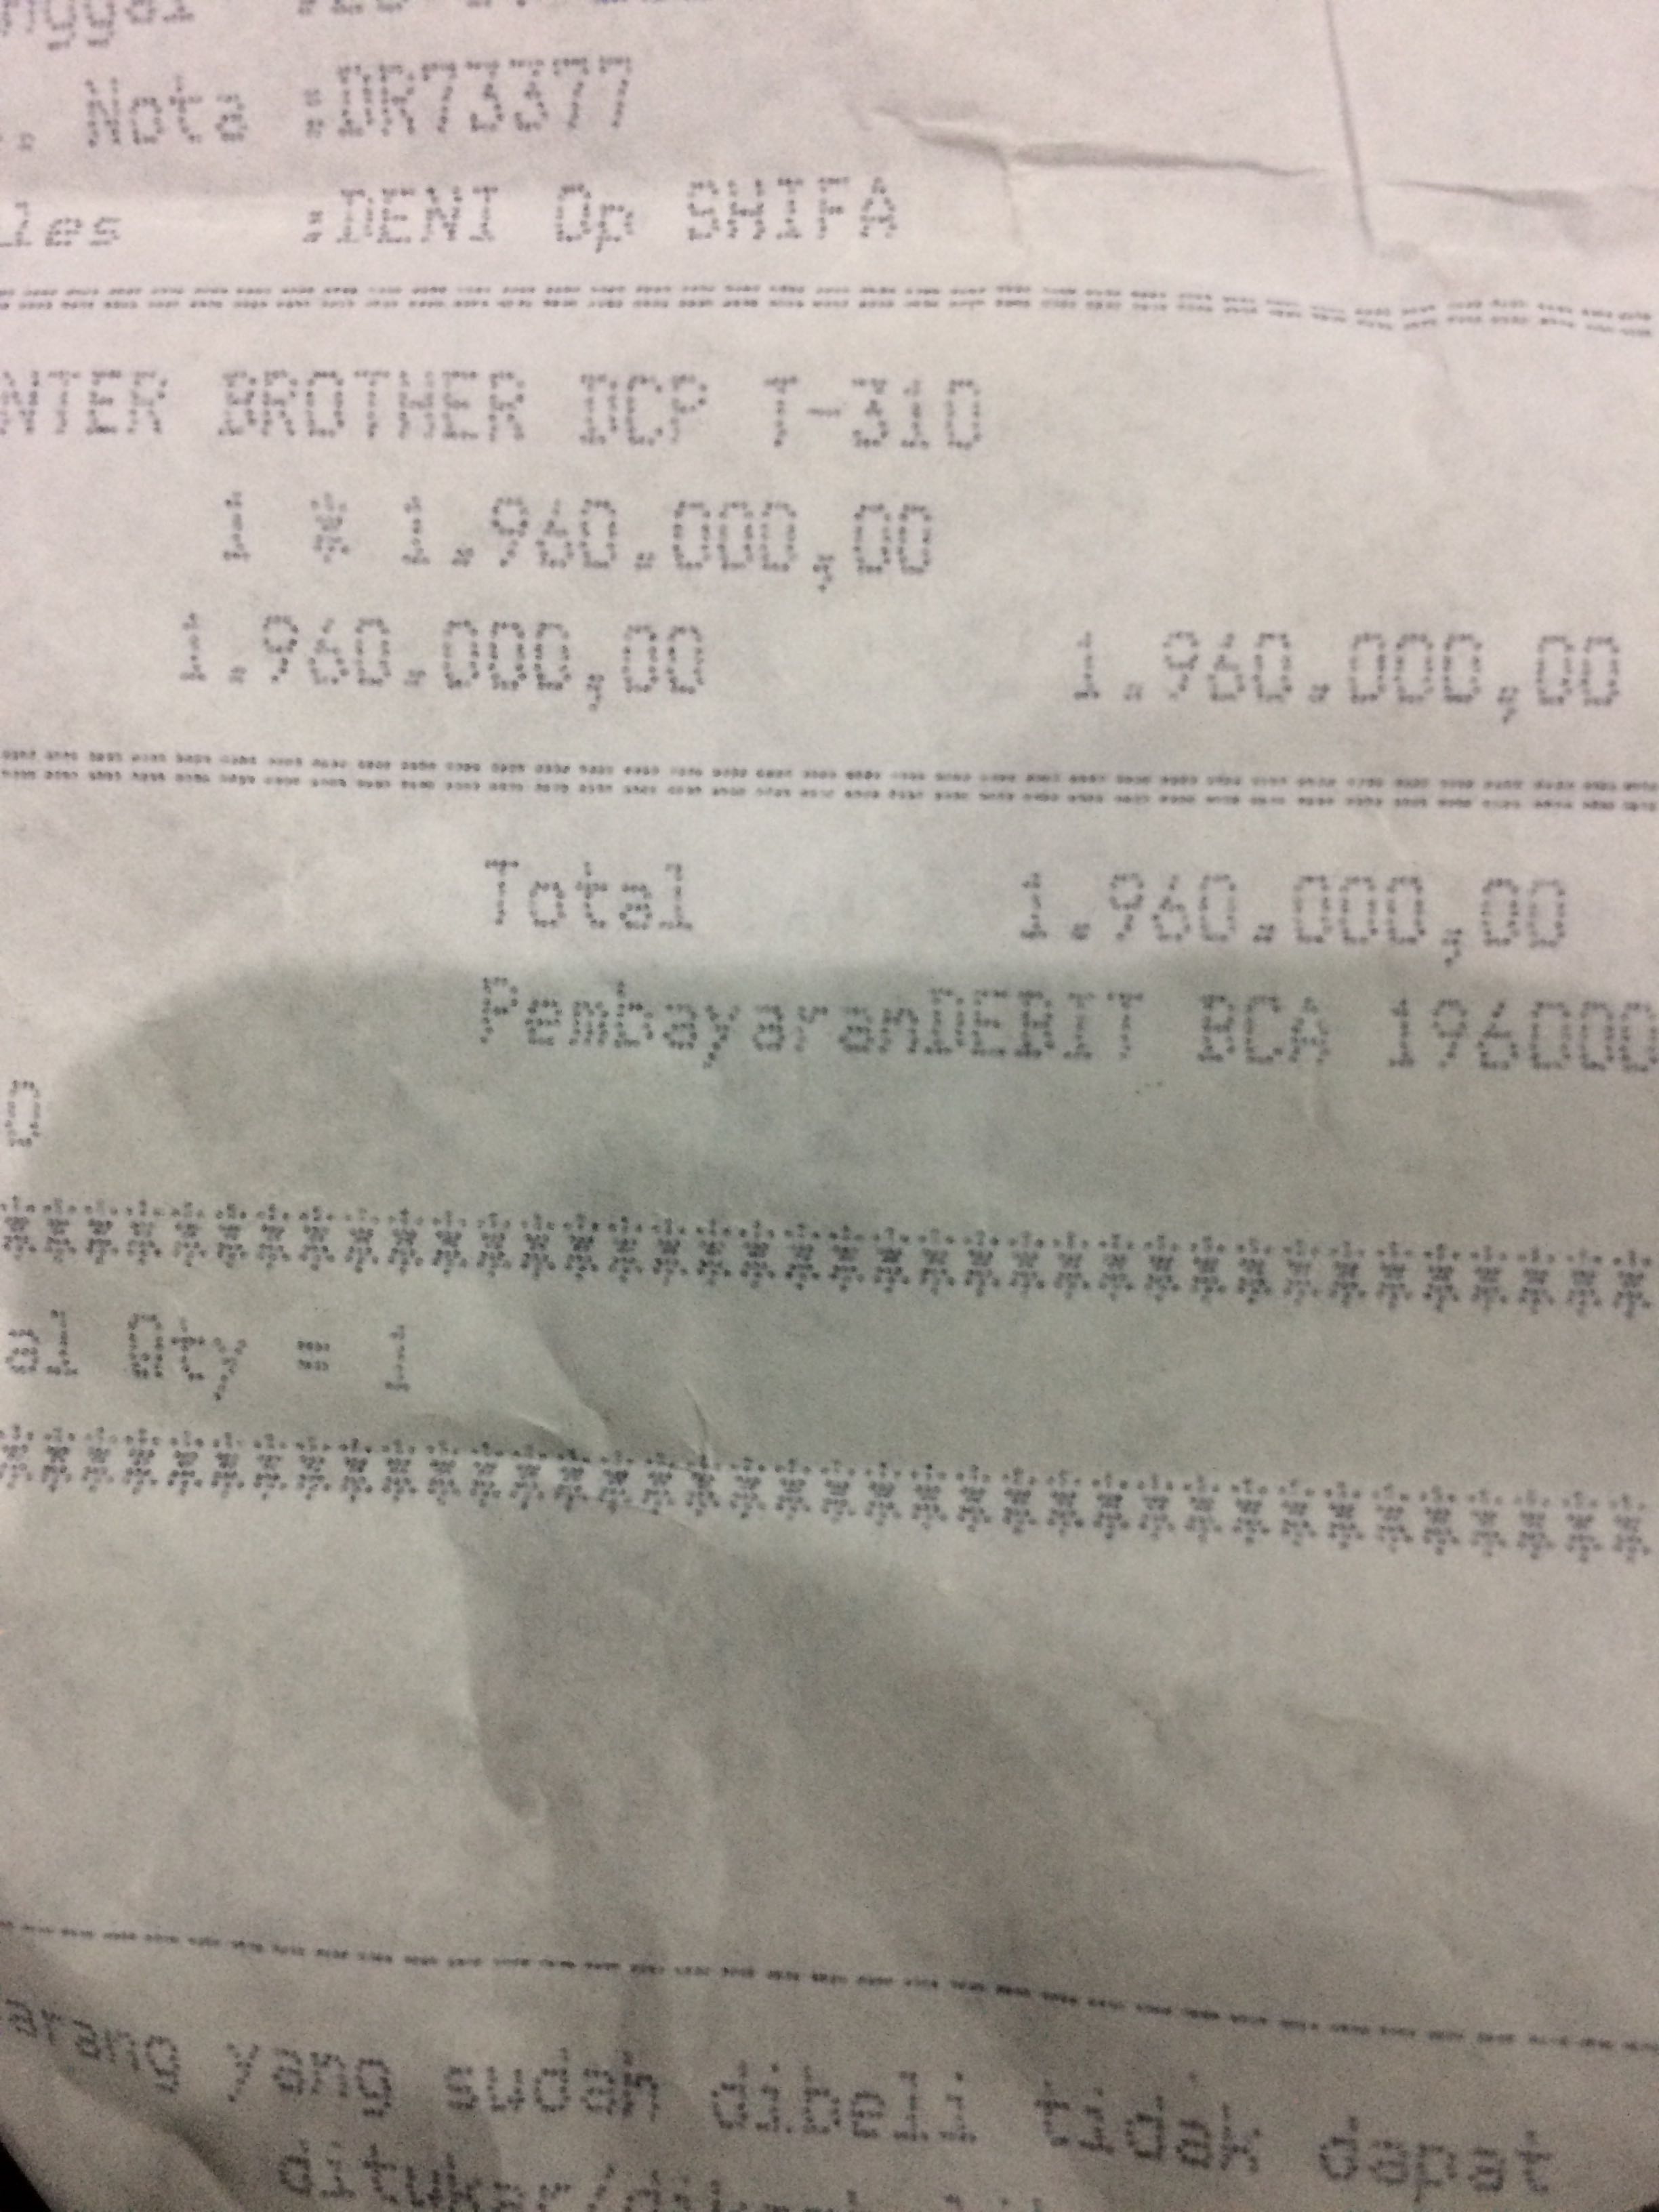 . Nota :DR73377
les :DENI Op SHIFA
NTER BROTHER DCP T-310
1 * 1.960.000,00
1.960.000,00 1.960.000,00
Total 1.960.000,00
PembayaranDEBIT BCA 196000
0
al Qty = 1
arang yang sudah dibeli tidak dapat